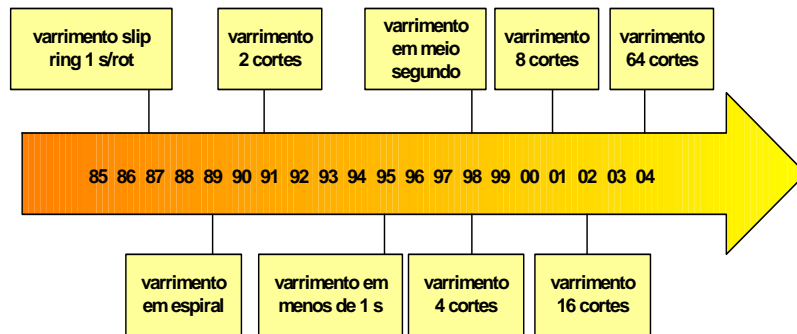 varrimento slip
ring 1 s/rot
varrimento
2 cortes
varrimento
em meio
segundo
varrimento
8 cortes
varrimento
64 cortes
85 86 87 88 89 90 91 92 93 94 95 96 97 98 99 00 01 02 03 04
varrimento
em espiral
varrimento em
menos de 1 s
varrimento
4 cortes
varrimento
16 cortes